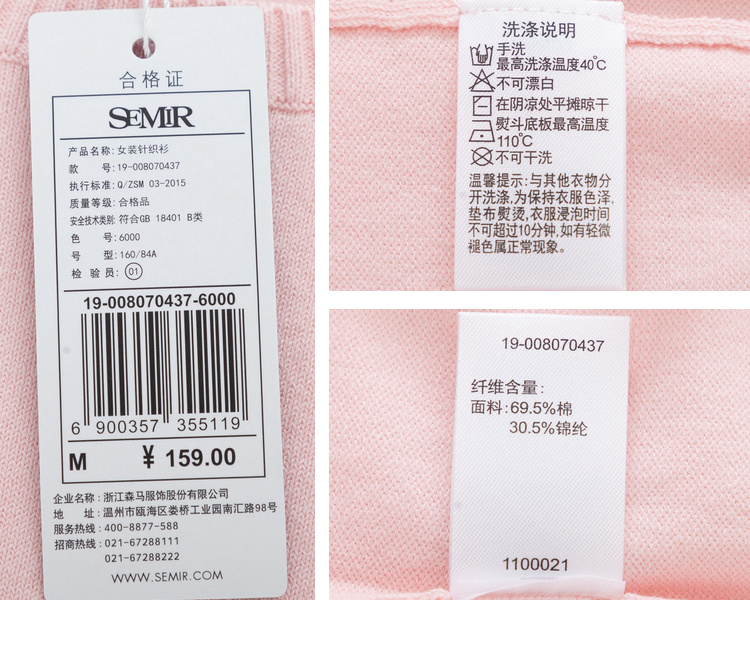 合格证
SEMIR
产品名称:女装针织衫
款 号:19-008070437
执行标准:Q/ZSM 03-2015
质量等级:合格品
安全技术类别:符合GB 18401 B类
色 号:6000
号 型:160/84A
检 验 员:01
19-008070437-6000
6 900357 355119
M ¥ 159.00
企业名称:浙江森马服饰股份有限公司
地 址:温州市瓯海区娄桥工业园南汇路98号
服务热线:400-8877-588
招商热线:021-67288111
021-67288222
WWW.SEMIR.COM
洗涤说明
手洗
最高洗涤温度40℃
不可漂白
在阴凉处平摊晾干
熨斗底板最高温度
110℃
不可干洗
温馨提示:与其他衣物分
开洗涤,为保持衣服色泽,
垫布熨烫,衣服浸泡时间
不可超过10分钟,如有轻微
褪色属正常现象。
19-008070437
纤维含量:
面料:69.5%棉
30.5%锦纶
1100021